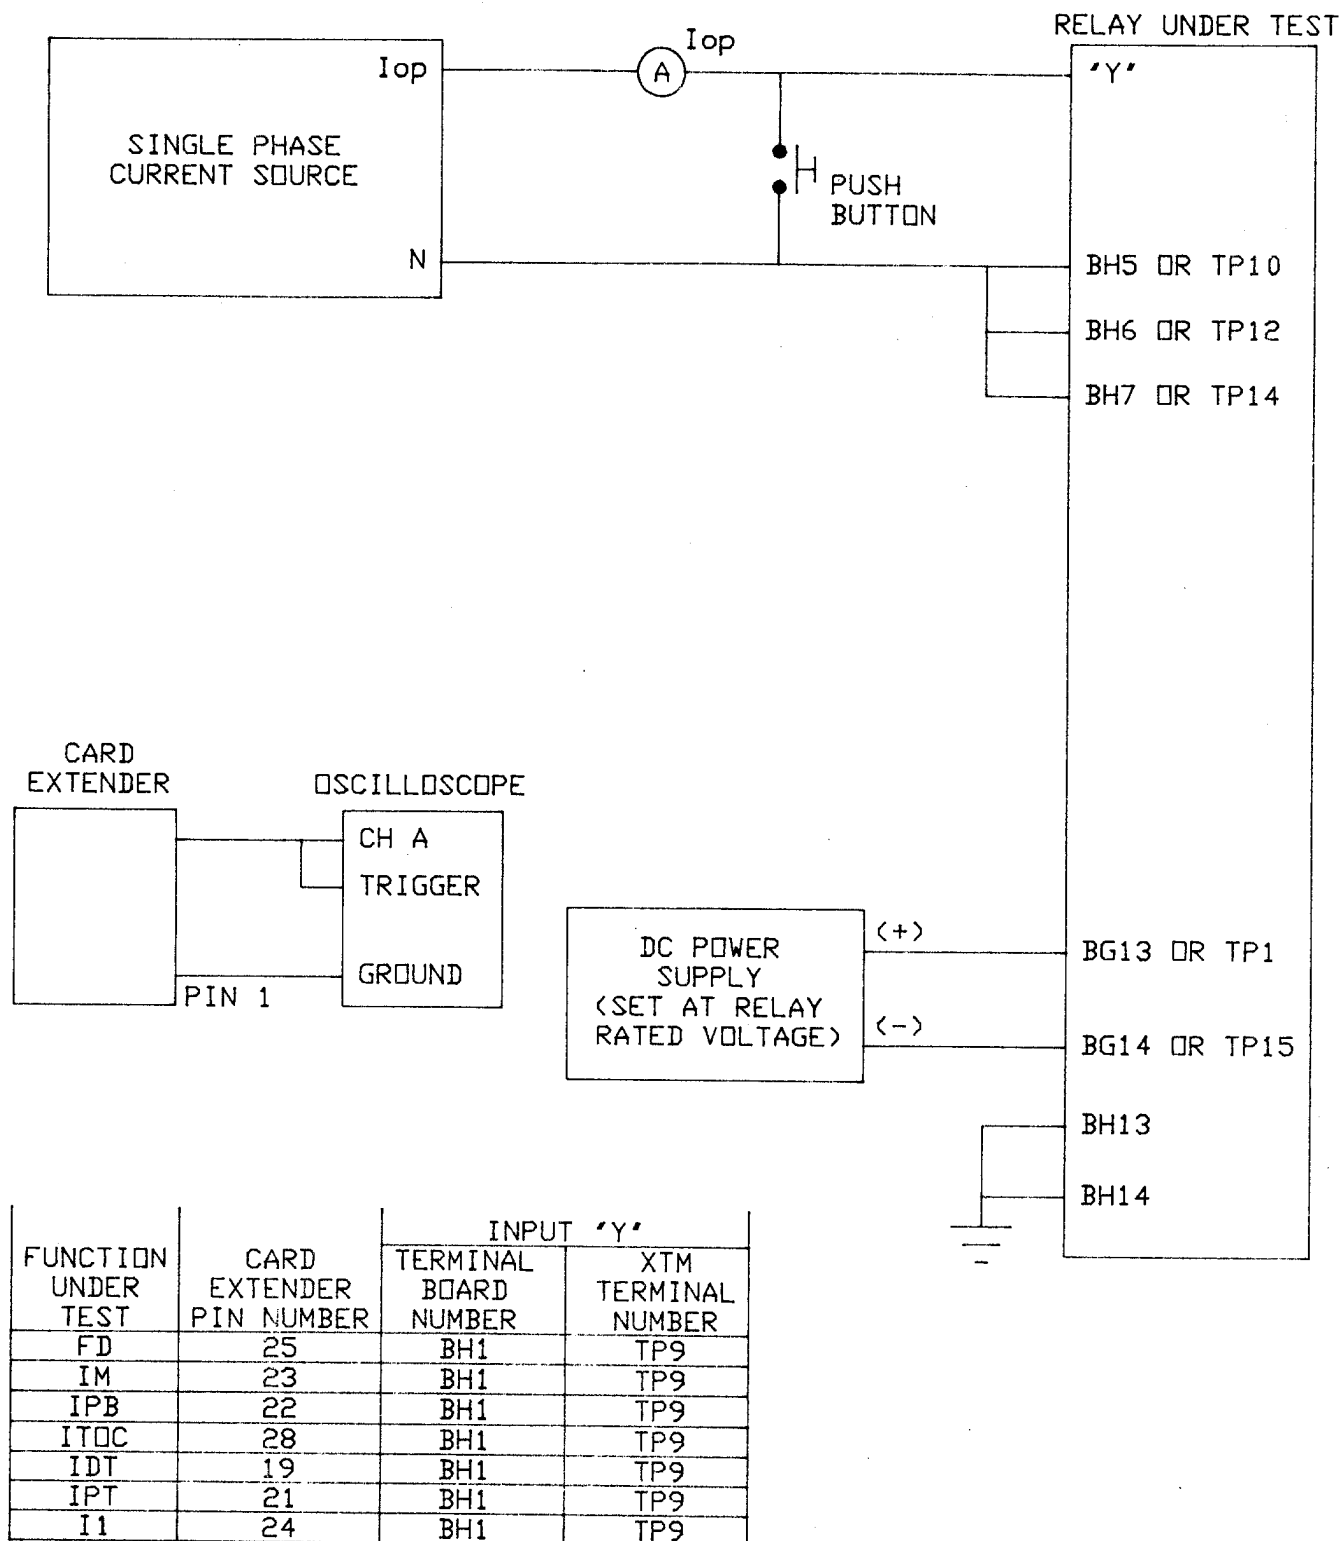 RELAY UNDER TEST
Iop
Iop
A
"Y"
SINGLE PHASE
CURRENT SOURCE
PUSH
BUTTON
N
BH5 OR TP10
BH6 OR TP12
BH7 OR TP14
CARD
EXTENDER
OSCILLOSCOPE
CH A
TRIGGER
GROUND
PIN 1
DC POWER
SUPPLY
(SET AT RELAY
RATED VOLTAGE)
(+)
(-)
BG13 OR TP1
BG14 OR TP15
BH13
BH14
INPUT "Y"
FUNCTION
UNDER
TEST
CARD
EXTENDER
PIN NUMBER
TERMINAL
BOARD
NUMBER
XTM
TERMINAL
NUMBER
FD 25 BH1 TP9
IM 23 BH1 TP9
IPB 22 BH1 TP9
ITOC 28 BH1 TP9
IDT 19 BH1 TP9
IPT 21 BH1 TP9
I1 24 BH1 TP9